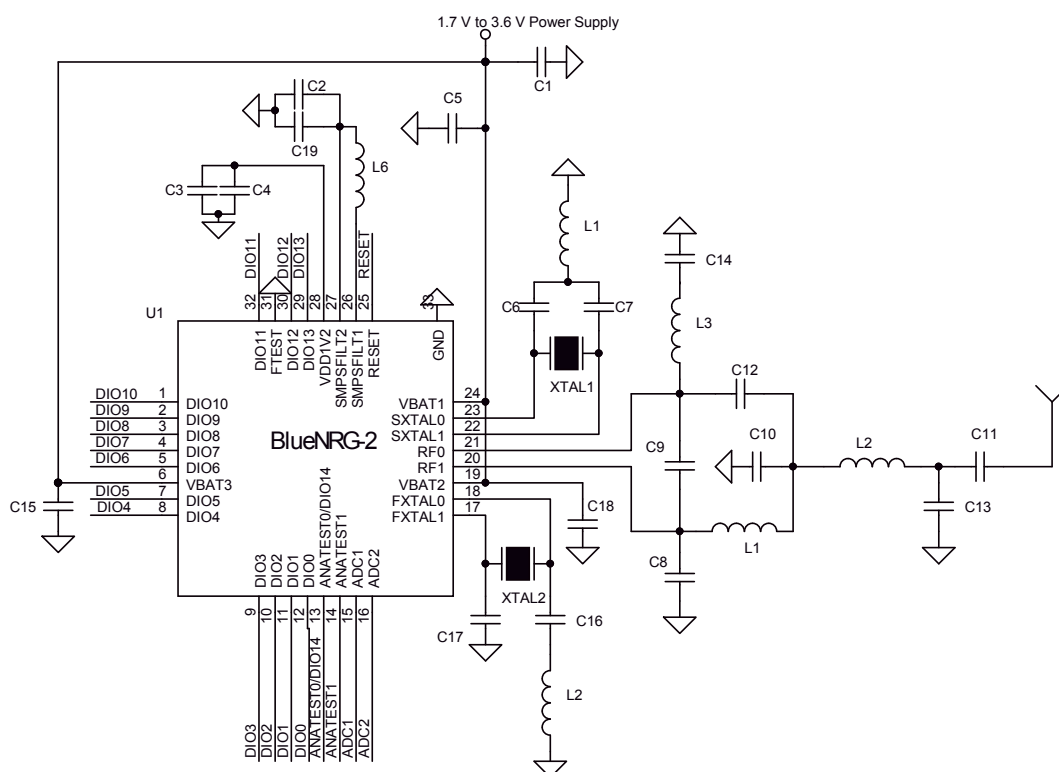 1.7 V to 3.6 V Power Supply
C1
C2
C5
C19
L6
C3
C4
L1
C14
DIO11
DIO12
DIO13
RESET
C6
C7
L3
32
31
30
29
28
27
26
25
33
U1
DIO11
FTEST
DIO12
DIO13
VDD1V2
SMPSFILT2
SMPSFILT1
RESET
GND
XTAL1
C12
DIO10 1 DIO10
DIO9 2 DIO9
DIO8 3 DIO8
DIO7 4 DIO7
DIO6 5 DIO6
6 VBAT3
DIO5 7 DIO5
DIO4 8 DIO4
BlueNRG-2
VBAT1 24
SXTAL0 23
SXTAL1 22
RF0 21
RF1 20
VBAT2 19
FXTAL0 18
FXTAL1 17
C9
C10
L2
C11
C15
C18
C13
L1
C8
DIO3
DIO2
DIO1
DIO0
ANATEST0/DIO14
ANATEST1
ADC1
ADC2
XTAL2
9
10
11
12
13
14
15
16
C17
C16
L2
DIO3
DIO2
DIO1
DIO0
ANATEST0/DIO14
ANATEST1
ADC1
ADC2